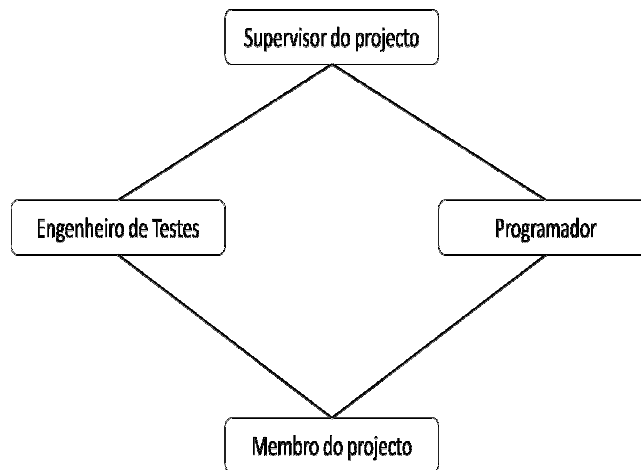 Supervisor do projecto
Engenheiro de Testes
Programador
Membro do projecto